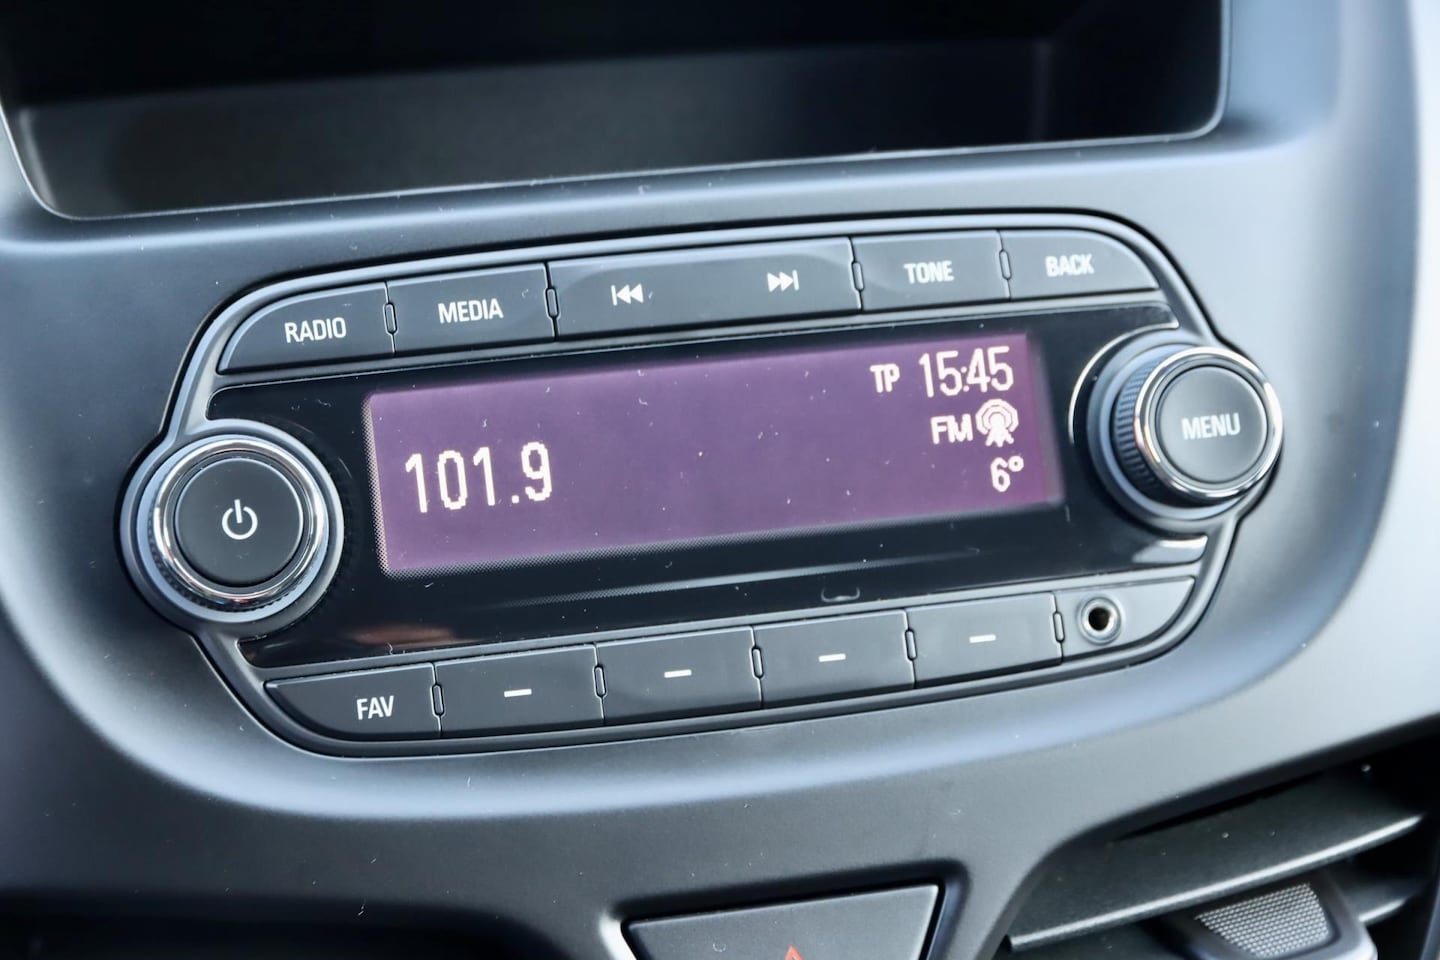 RADIO MEDIA TONE BACK
TP 15:45
FM
101.9
6°
MENU
FAV